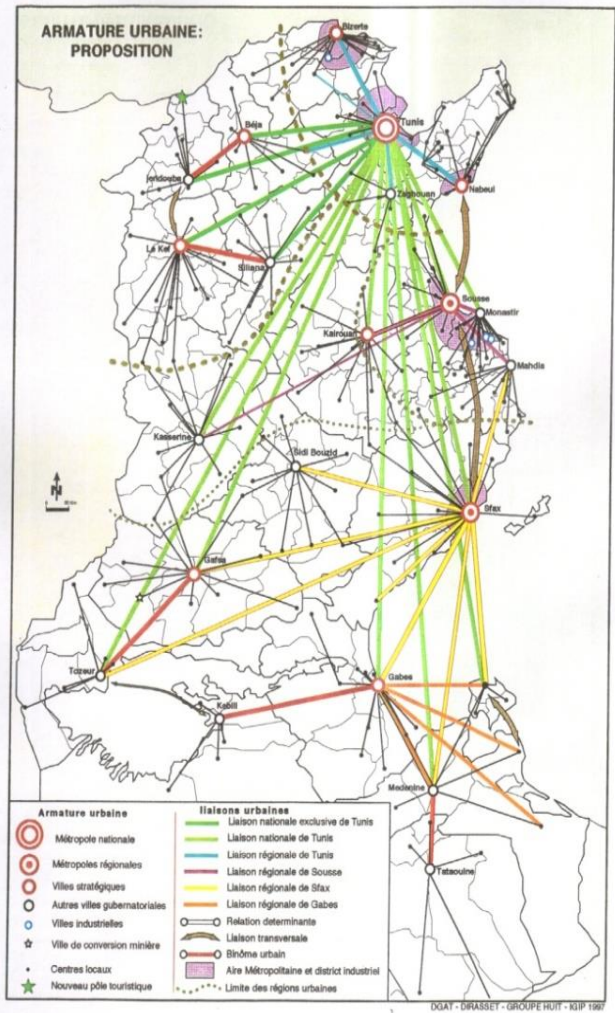 ARMATURE URBAINE:
PROPOSITION
Bizerte
Tunis
Béja
Jendouba
Nabeul
Zaghouan
Le Kef
Siliana
Sousse
Monastir
Kairouan
Mahdia
Kasserine
Sidi Bouzid
N
Sfax
Gafsa
Tozeur
Gabes
Kebili
Medenine
Tataouine
Armature urbaine
Métropole nationale
Métropoles régionales
Villes stratégiques
Autres villes gubernatoriales
Villes industrielles
Ville de conversion minière
Centres locaux
Nouveau pôle touristique
liaisons urbaines
Liaison nationale exclusive de Tunis
Liaison nationale de Tunis
Liaison régionale de Tunis
Liaison régionale de Sousse
Liaison régionale de Sfax
Liaison régionale de Gabes
Relation determinante
Liaison transversale
Binôme urbain
Aire Métropolitaine et district industriel
Limite des régions urbaines
DGAT - DIRASSET - GROUPE HUIT - IGIP 1997